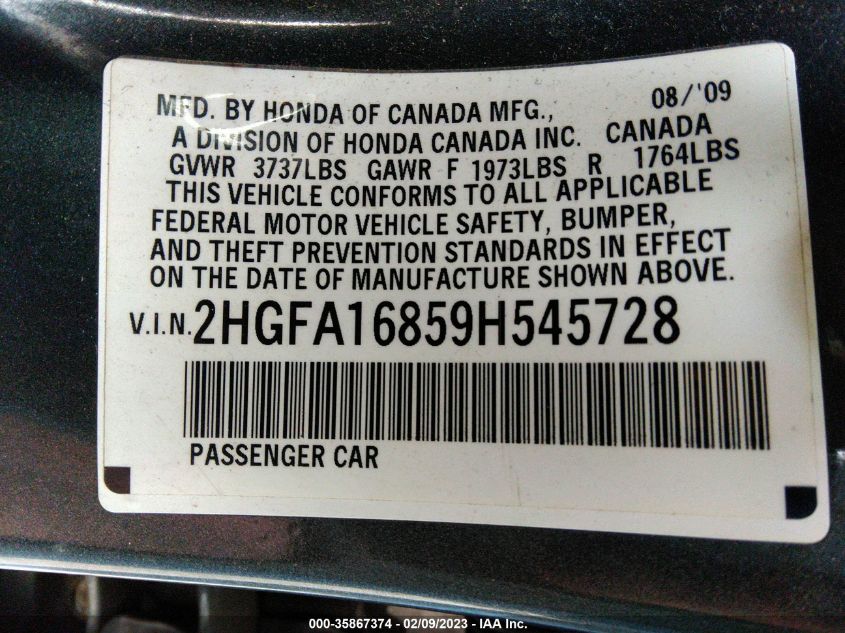 MFD. BY HONDA OF CANADA MFG., 08/'09
A DIVISION OF HONDA CANADA INC. CANADA
GVWR 3737LBS GAWR F 1973LBS R 1764LBS
THIS VEHICLE CONFORMS TO ALL APPLICABLE
FEDERAL MOTOR VEHICLE SAFETY, BUMPER,
AND THEFT PREVENTION STANDARDS IN EFFECT
ON THE DATE OF MANUFACTURE SHOWN ABOVE.
V.I.N. 2HGFA16859H545728
PASSENGER CAR
000-35867374 - 02/09/2023 - IAA Inc.